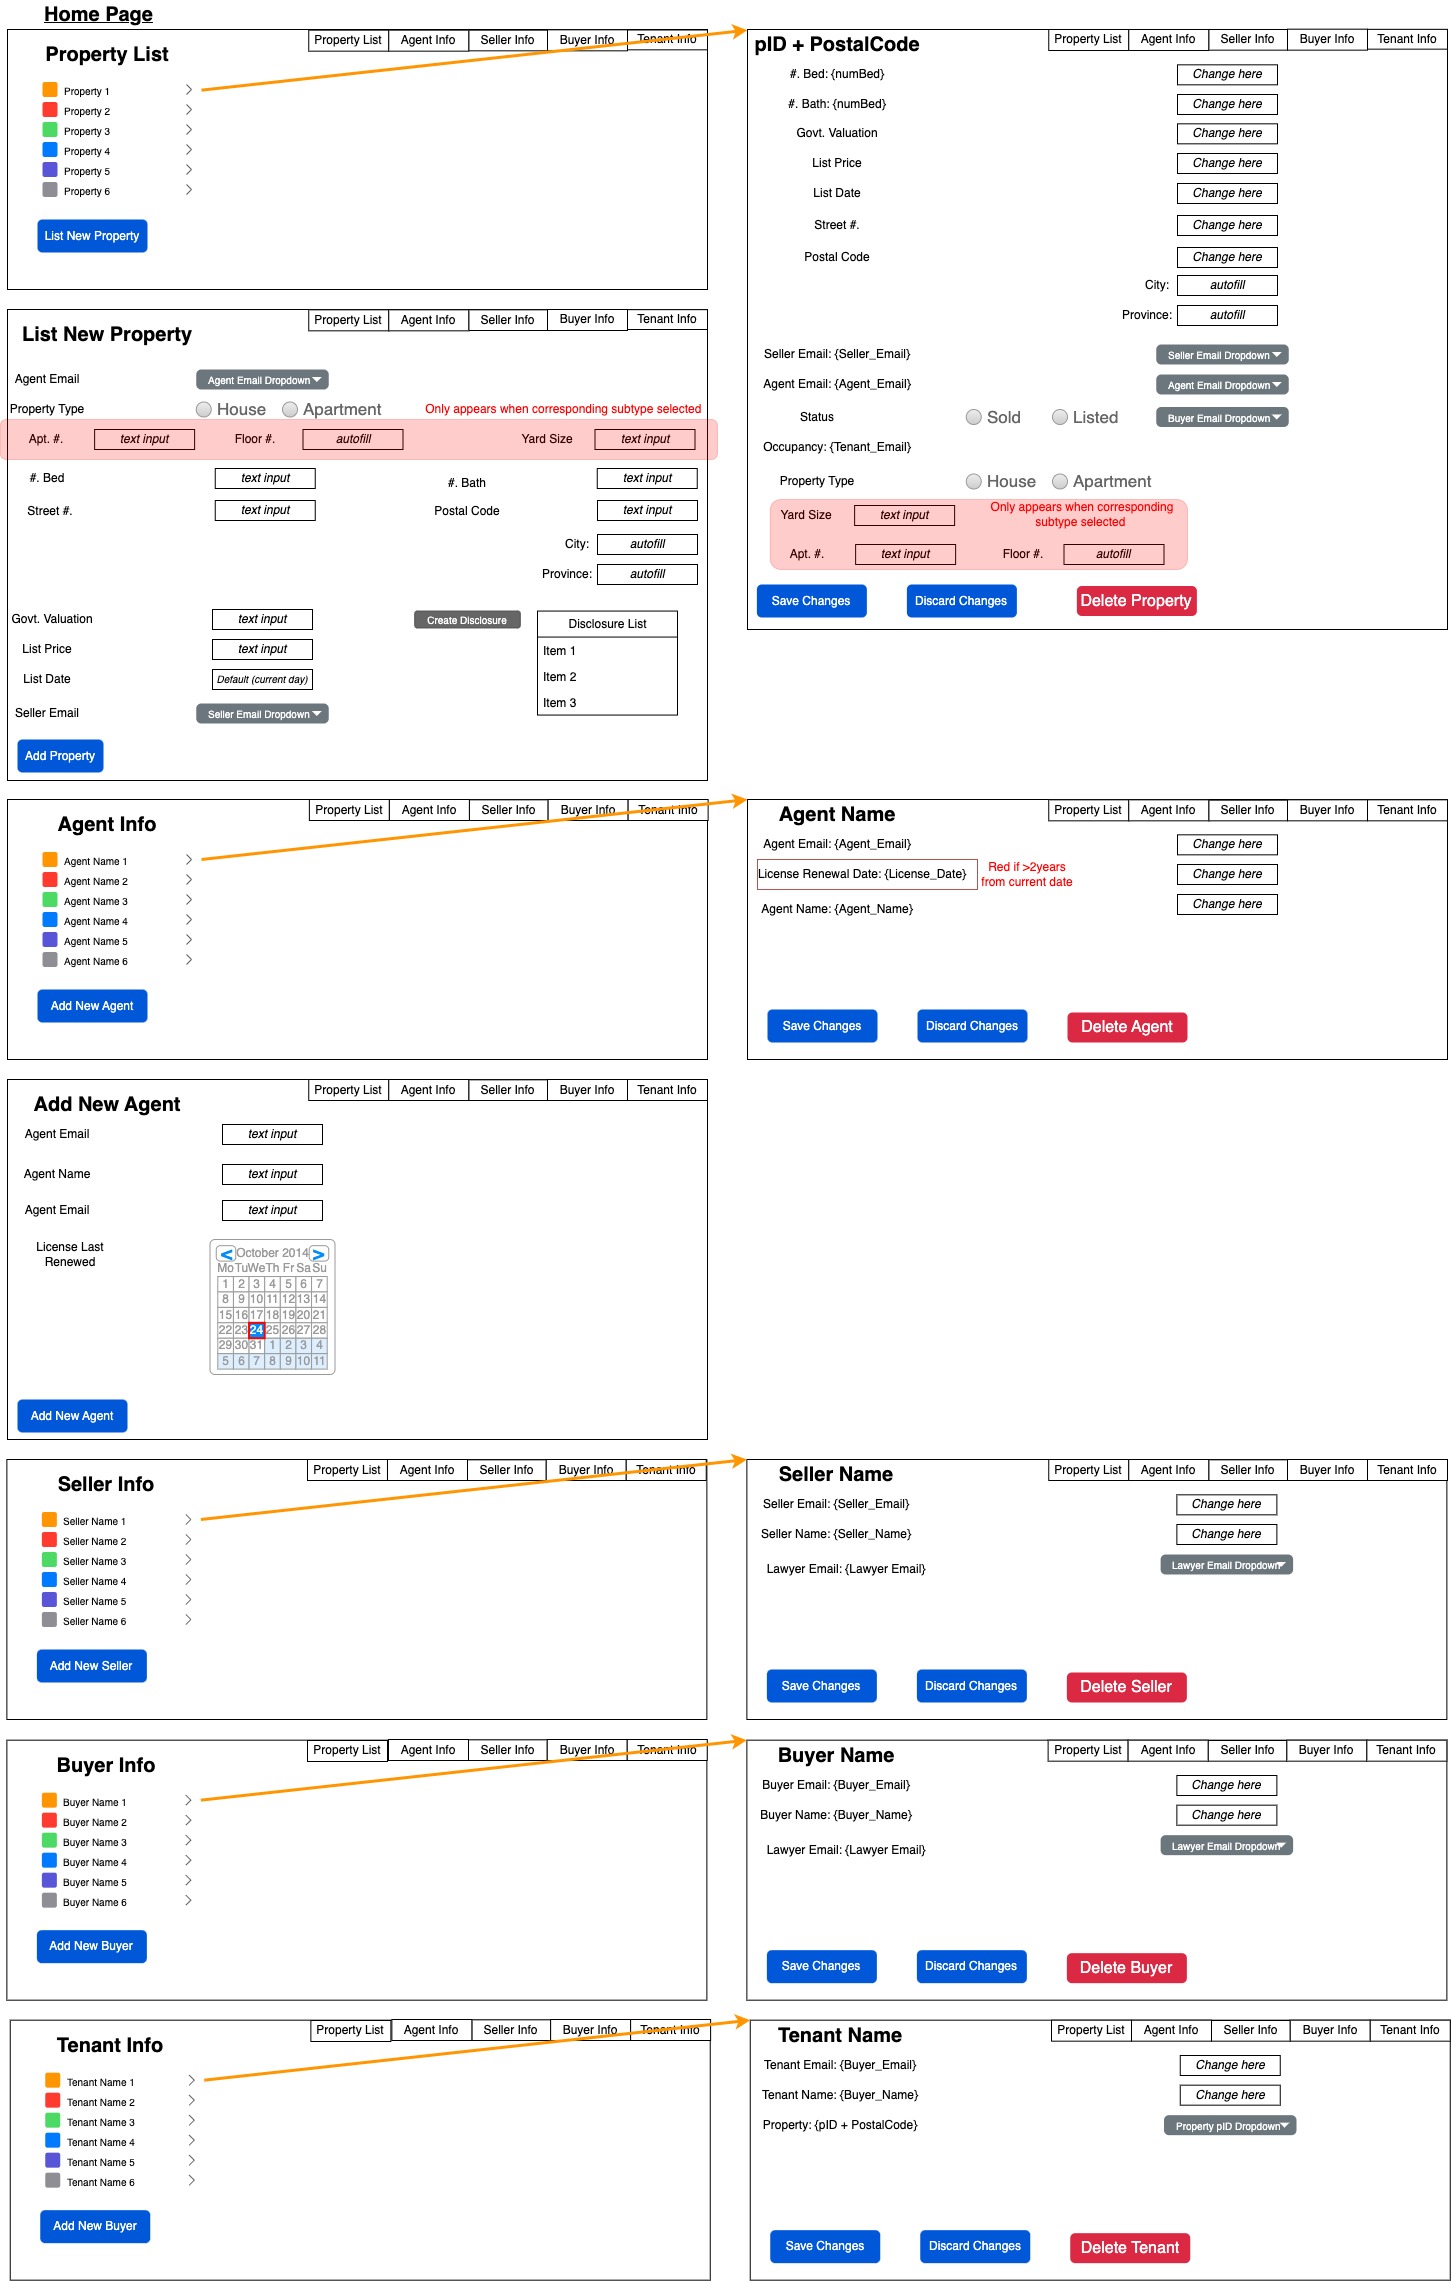 Home Page
Property List
Property List Agent Info Seller Info Buyer Info Tenant Info
Property 1
Property 2
Property 3
Property 4
Property 5
Property 6
List New Property
pID + PostalCode
Property List Agent Info Seller Info Buyer Info Tenant Info
#. Bed: {numBed} Change here
#. Bath: {numBed} Change here
Govt. Valuation Change here
List Price Change here
List Date Change here
Street #. Change here
Postal Code Change here
City: autofill
Province: autofill
Seller Email: {Seller_Email} Seller Email Dropdown
Agent Email: {Agent_Email} Agent Email Dropdown
Status Sold Listed Buyer Email Dropdown
Occupancy: {Tenant_Email}
Property Type House Apartment
Yard Size text input Only appears when corresponding
subtype selected
Apt. #. text input Floor #. autofill
Save Changes Discard Changes Delete Property
List New Property
Property List Agent Info Seller Info Buyer Info Tenant Info
Agent Email Agent Email Dropdown
Property Type House Apartment Only appears when corresponding subtype selected
Apt. #. text input Floor #. autofill Yard Size text input
#. Bed text input #. Bath text input
Street #. text input Postal Code text input
City: autofill
Province: autofill
Govt. Valuation text input Create Disclosure Disclosure List
List Price text input Item 1
List Date Default (current day) Item 2
Seller Email Seller Email Dropdown Item 3
Add Property
Agent Info
Property List Agent Info Seller Info Buyer Info Tenant Info
Agent Name 1
Agent Name 2
Agent Name 3
Agent Name 4
Agent Name 5
Agent Name 6
Add New Agent
Agent Name
Property List Agent Info Seller Info Buyer Info Tenant Info
Agent Email: {Agent_Email} Change here
License Renewal Date: {License_Date} Red if >2years
from current date Change here
Agent Name: {Agent_Name} Change here
Save Changes Discard Changes Delete Agent
Add New Agent
Property List Agent Info Seller Info Buyer Info Tenant Info
Agent Email text input
Agent Name text input
Agent Email text input
License Last
Renewed
< October 2014 >
Mo Tu We Th Fr Sa Su
1 2 3 4 5 6 7
8 9 10 11 12 13 14
15 16 17 18 19 20 21
22 23 24 25 26 27 28
29 30 31 1 2 3 4
5 6 7 8 9 10 11
Add New Agent
Seller Info
Property List Agent Info Seller Info Buyer Info Tenant Info
Seller Name 1
Seller Name 2
Seller Name 3
Seller Name 4
Seller Name 5
Seller Name 6
Add New Seller
Seller Name
Property List Agent Info Seller Info Buyer Info Tenant Info
Seller Email: {Seller_Email} Change here
Seller Name: {Seller_Name} Change here
Lawyer Email: {Lawyer Email} Lawyer Email Dropdown
Save Changes Discard Changes Delete Seller
Buyer Info
Property List Agent Info Seller Info Buyer Info Tenant Info
Buyer Name 1
Buyer Name 2
Buyer Name 3
Buyer Name 4
Buyer Name 5
Buyer Name 6
Add New Buyer
Buyer Name
Property List Agent Info Seller Info Buyer Info Tenant Info
Buyer Email: {Buyer_Email} Change here
Buyer Name: {Buyer_Name} Change here
Lawyer Email: {Lawyer Email} Lawyer Email Dropdown
Save Changes Discard Changes Delete Buyer
Tenant Info
Property List Agent Info Seller Info Buyer Info Tenant Info
Tenant Name 1
Tenant Name 2
Tenant Name 3
Tenant Name 4
Tenant Name 5
Tenant Name 6
Add New Buyer
Tenant Name
Property List Agent Info Seller Info Buyer Info Tenant Info
Tenant Email: {Buyer_Email} Change here
Tenant Name: {Buyer_Name} Change here
Property: {pID + PostalCode} Property pID Dropdown
Save Changes Discard Changes Delete Tenant